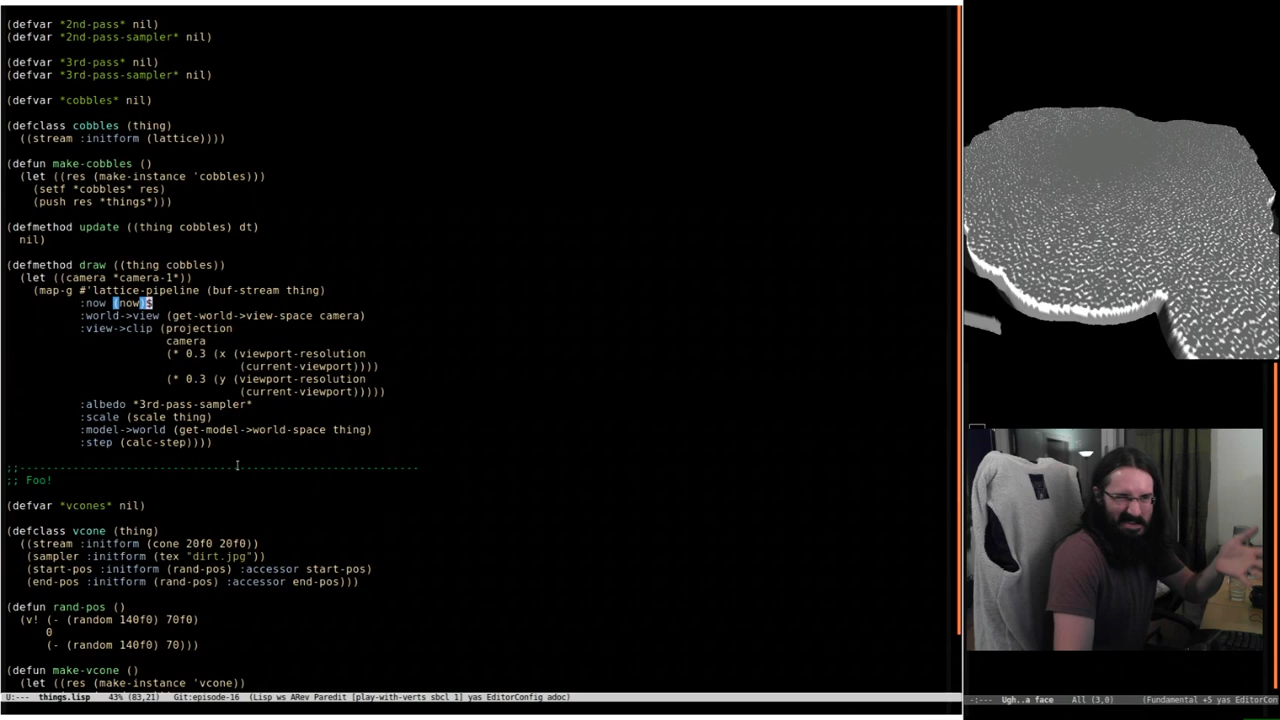 (defvar *2nd-pass* nil)
(defvar *2nd-pass-sampler* nil)
(defvar *3rd-pass* nil)
(defvar *3rd-pass-sampler* nil)
(defvar *cobbles* nil)
(defclass cobbles (thing)
  ((stream :initform (lattice))))
(defun make-cobbles ()
  (let ((res (make-instance 'cobbles)))
    (setf *cobbles* res)
    (push res *things*)))
(defmethod update ((thing cobbles) dt)
  nil)
(defmethod draw ((thing cobbles))
  (let ((camera *camera-1*))
    (map-g #'lattice-pipeline (buf-stream thing)
           :now (now)s
           :world->view (get-world->view-space camera)
           :view->clip (projection
                        camera
                        (* 0.3 (x (viewport-resolution
                                   (current-viewport))))
                        (* 0.3 (y (viewport-resolution
                                   (current-viewport)))))
           :albedo *3rd-pass-sampler*
           :scale (scale thing)
           :model->world (get-model->world-space thing)
           :step (calc-step))))
;;------------------------------------------------------------
;; Foo!
(defvar *vcones* nil)
(defclass vcone (thing)
  ((stream :initform (cone 20f0 20f0))
   (sampler :initform (tex "dirt.jpg"))
   (start-pos :initform (rand-pos) :accessor start-pos)
   (end-pos :initform (rand-pos) :accessor end-pos)))
(defun rand-pos ()
  (v! (- (random 140f0) 70f0)
      0
      (- (random 140f0) 70)))
(defun make-vcone ()
  (let ((res (make-instance 'vcone))
U:--- things.lisp 43% (83,21) Git:episode-16 (Lisp ws ARev Paredit [play-with-verts sbcl 1] yas EditorConfig adoc)
-:--- Ugh..a face All (3,0) (Fundamental +5 yas EditorCon